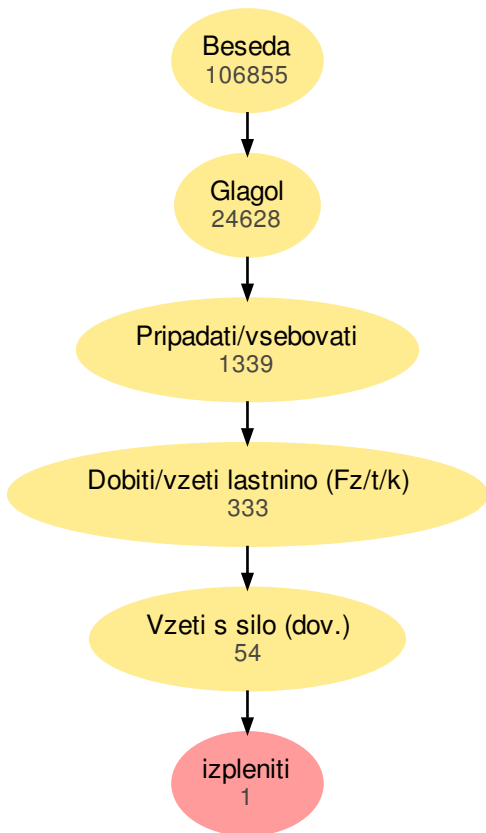 Beseda
106855
Glagol
24628
Pripadati/vsebovati
1339
Dobiti/vzeti lastnino (Fz/t/k)
333
Vzeti s silo (dov.)
54
izpleniti
1